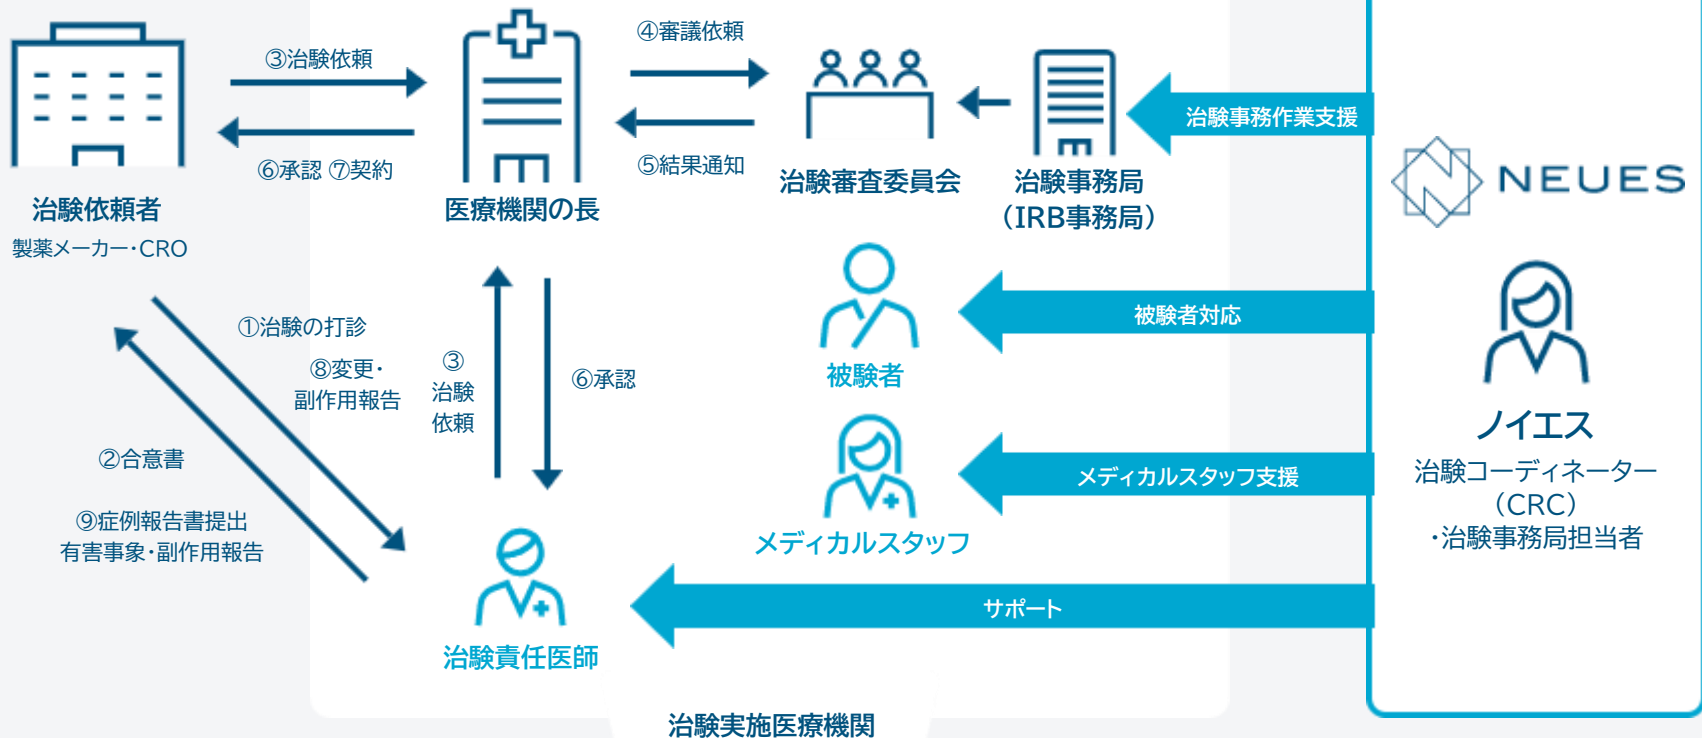 ③治験依頼
⑥承認 ⑦契約
治験依頼者
製薬メーカー・CRO
医療機関の長
④審議依頼
⑤結果通知
治験審査委員会
治験事務局
（IRB事務局）
治験事務作業支援
NEUES
①治験の打診
⑧変更・
副作用報告
②合意書
⑨症例報告書提出
有害事象・副作用報告
③
治験
依頼
⑥承認
被験者
被験者対応
メディカルスタッフ
メディカルスタッフ支援
治験責任医師
サポート
ノイエス
治験コーディネーター
（CRC）
・治験事務局担当者
治験実施医療機関